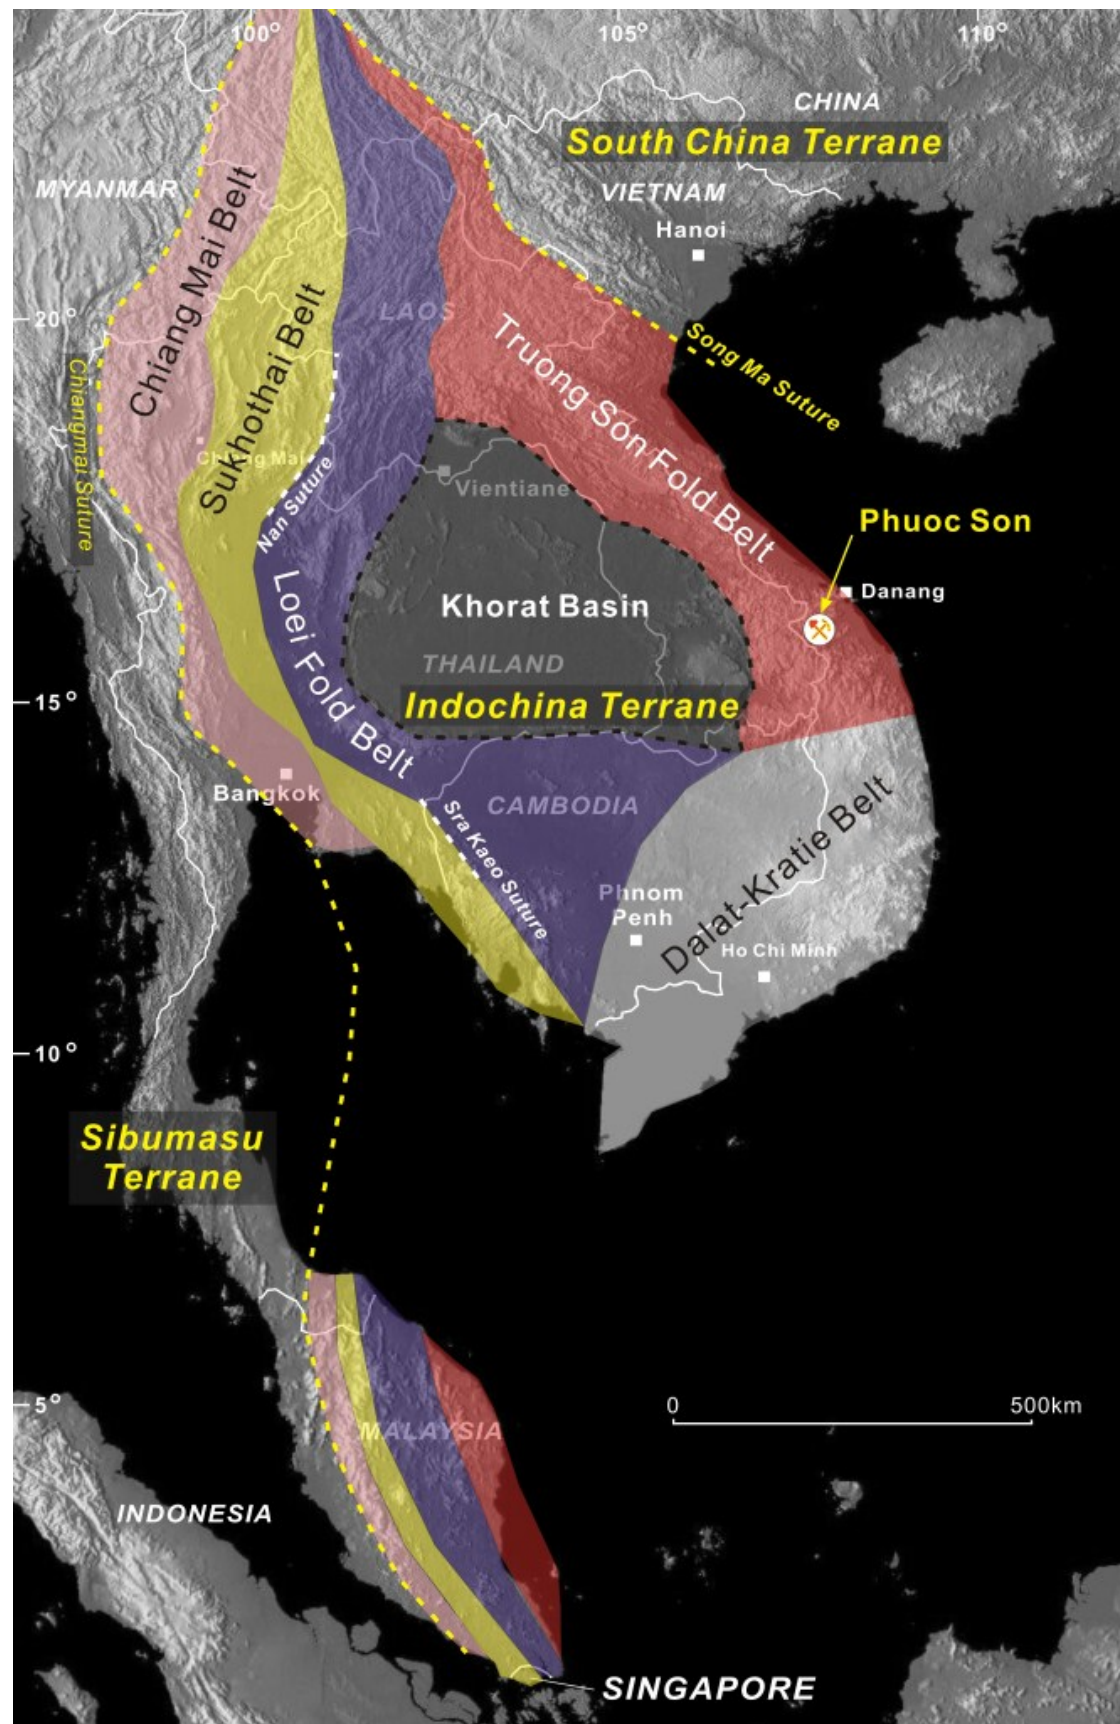 100°
105°
110°
CHINA
South China Terrane
MYANMAR
VIETNAM
Hanoi
Chiang Mai Belt
LAOS
20°
Sukhothai Belt
Truong Son Fold Belt
Song Ma Suture
Chiangmai Suture
Chiang Mai
Nan Suture
Vientiane
Phuoc Son
Loei Fold Belt
Khorat Basin
Danang
THAILAND
15°
Indochina Terrane
Bangkok
CAMBODIA
Sra Kaeo Suture
Dalat-Kratie Belt
Phnom
Penh
Ho Chi Minh
10°
Sibumasu
Terrane
5°
0
500km
MALAYSIA
INDONESIA
SINGAPORE